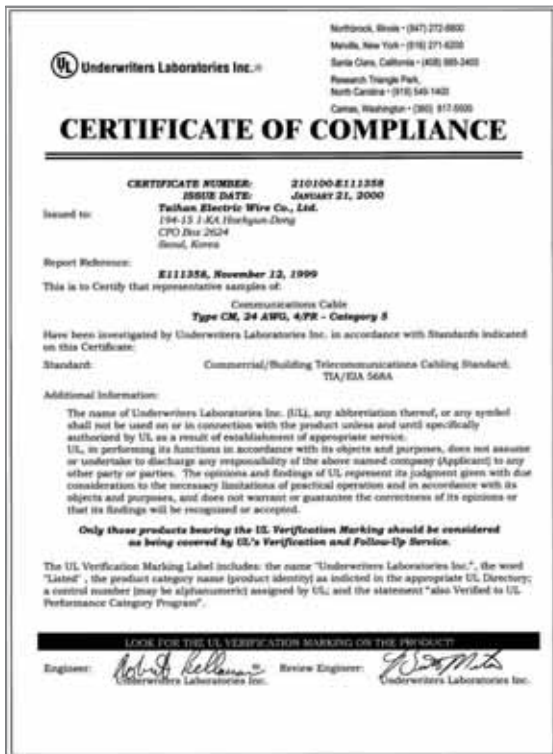 Northbrook, Illinois • (847) 272-8800
Melville, New York • (516) 271-6200
Santa Clara, California • (408) 985-2400
Research Triangle Park,
North Carolina • (919) 549-1400
Camas, Washington • (360) 817-5500
UL Underwriters Laboratories Inc.®
CERTIFICATE OF COMPLIANCE
CERTIFICATE NUMBER: 210100-E111358
ISSUE DATE: JANUARY 21, 2000
Issued to: Taihan Electric Wire Co., Ltd.
194-15 1-KA Hoehyun-Dong
CPO Box 2624
Seoul, Korea
Report Reference:
E111358, November 12, 1999
This is to Certify that representative samples of:
Communications Cable
Type CM, 24 AWG, 4/PR - Category 5
Have been investigated by Underwriters Laboratories Inc. in accordance with Standards indicated
on this Certificate:
Standard: Commercial/Building Telecommunications Cabling Standard;
TIA/EIA 568A
Additional Information:
The name of Underwriters Laboratories Inc. (UL), any abbreviation thereof, or any symbol
shall not be used on or in connection with the product unless and until specifically
authorized by UL as a result of establishment of appropriate service.
UL, in performing its functions in accordance with its objects and purposes, does not assume
or undertake to discharge any responsibility of the above named company (Applicant) to any
other party or parties. The opinions and findings of UL represent its judgment given with due
consideration to the necessary limitations of practical operation and in accordance with its
objects and purposes, and does not warrant or guarantee the correctness of its opinions or
that its findings will be recognized or accepted.
Only those products bearing the UL Verification Marking should be considered
as being covered by UL's Verification and Follow-Up Service.
The UL Verification Marking Label includes: the name "Underwriters Laboratories Inc.", the word
"Listed", the product category name (product identity) as indicted in the appropriate UL Directory;
a control number (may be alphanumeric) assigned by UL; and the statement "also Verified to UL
Performance Category Program".
LOOK FOR THE UL VERIFICATION MARKING ON THE PRODUCT!
Engineer: Review Engineer:
Underwriters Laboratories Inc. Underwriters Laboratories Inc.